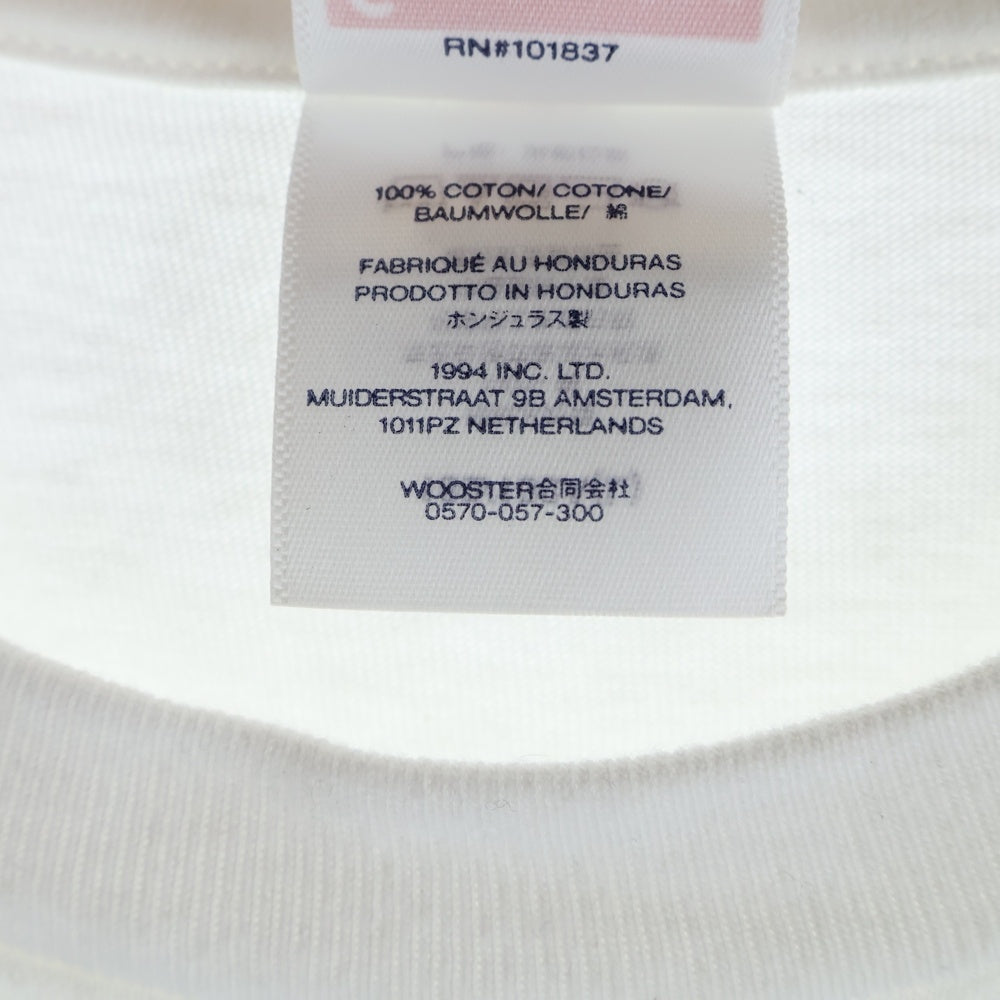 RN#101837
100% COTON/ COTONE/
BAUMWOLLE/ 綿
FABRIQUÉ AU HONDURAS
PRODOTTO IN HONDURAS
ホンジュラス製
1994 INC. LTD.
MUIDERSTRAAT 9B AMSTERDAM,
1011PZ NETHERLANDS
WOOSTER合同会社
0570-057-300